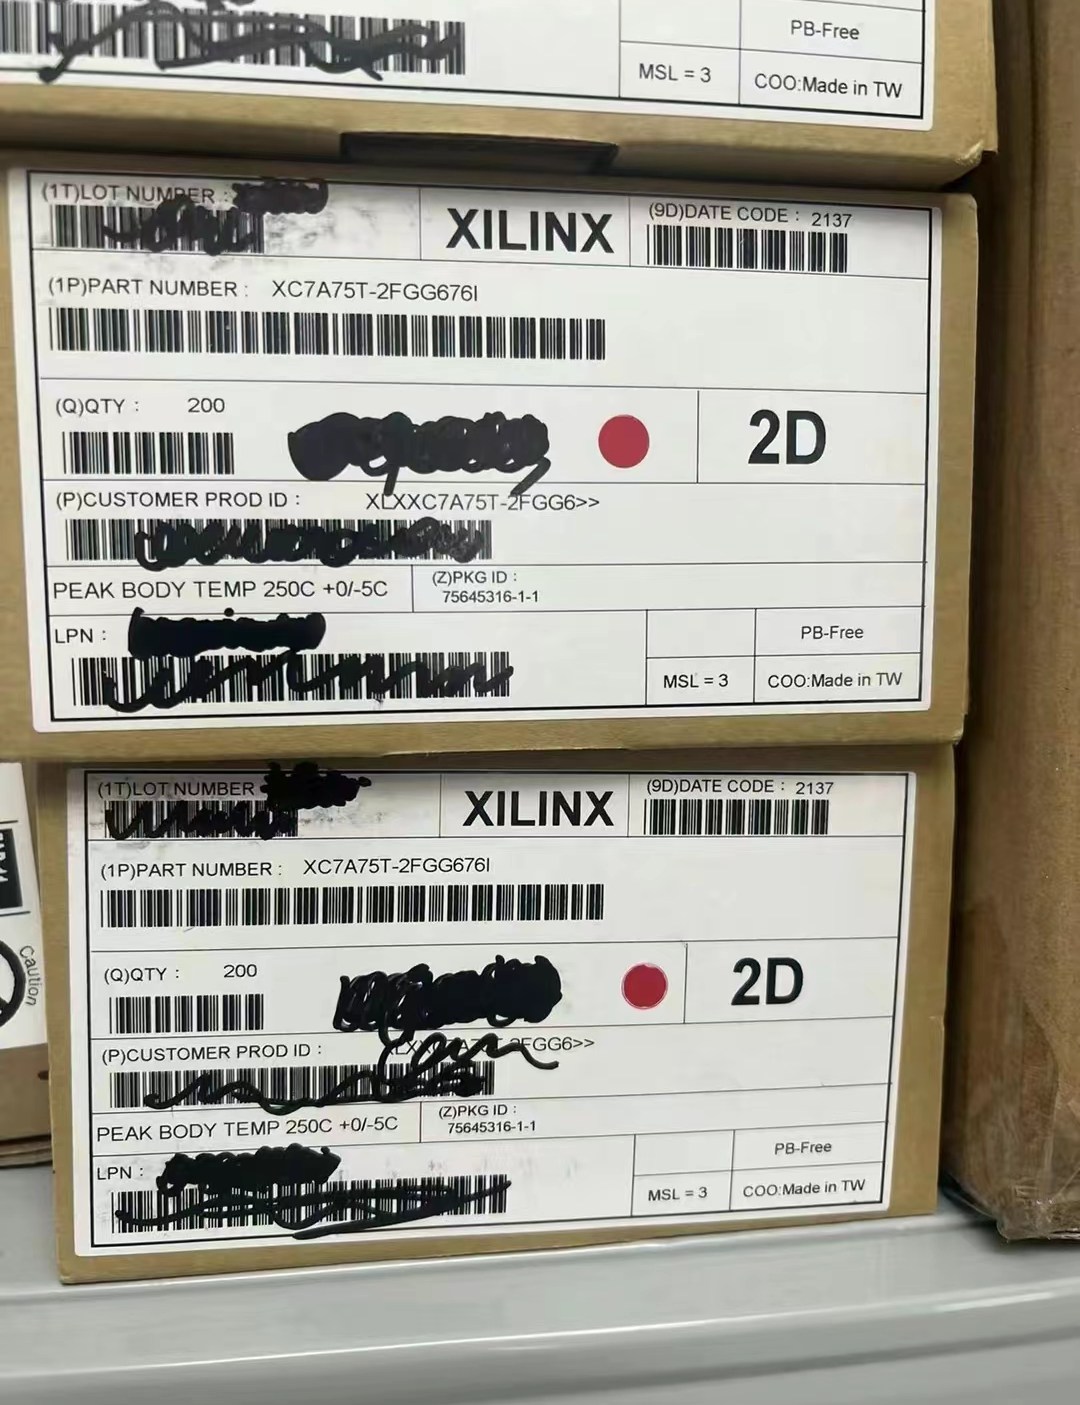 PB-Free
MSL = 3
COO:Made in TW
(1T)LOT NUMBER :
XILINX
(9D)DATE CODE : 2137
(1P)PART NUMBER : XC7A75T-2FGG676I
(Q)QTY : 200
2D
(P)CUSTOMER PROD ID : XLXXC7A75T-2FGG6>>
PEAK BODY TEMP 250C +0/-5C
(Z)PKG ID :
75645316-1-1
LPN :
PB-Free
MSL = 3
COO:Made in TW
(1T)LOT NUMBER
XILINX
(9D)DATE CODE : 2137
(1P)PART NUMBER : XC7A75T-2FGG676I
(Q)QTY : 200
2D
(P)CUSTOMER PROD ID : FGG6>>
PEAK BODY TEMP 250C +0/-5C
(Z)PKG ID :
75645316-1-1
LPN :
PB-Free
MSL = 3
COO:Made in TW
Caution